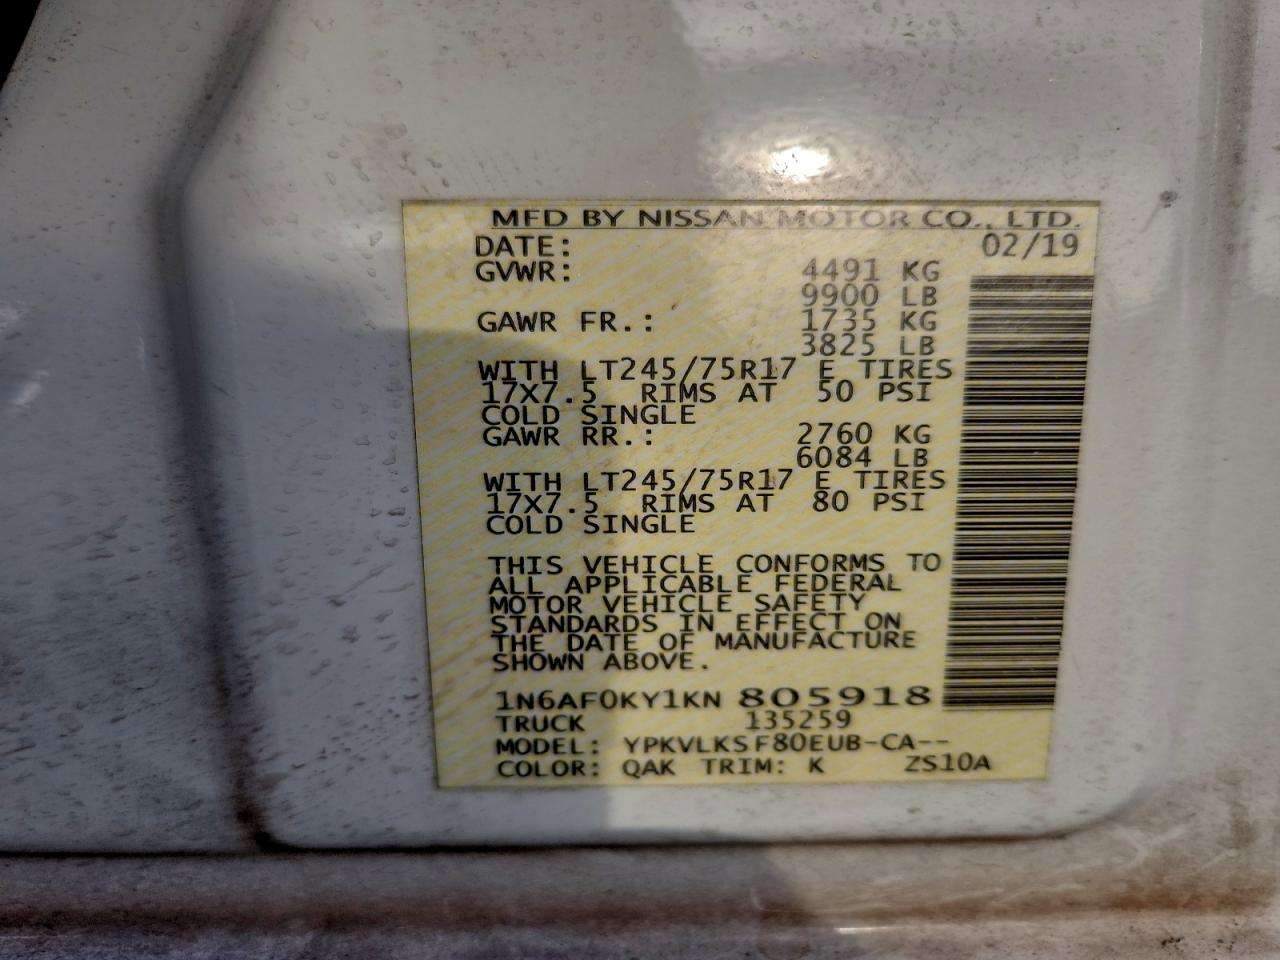 MFD BY NISSAN MOTOR CO., LTD.
DATE: 02/19
GVWR: 4491 KG
9900 LB
GAWR FR.: 1735 KG
3825 LB
WITH LT245/75R17 E TIRES
17X7.5 RIMS AT 50 PSI
COLD SINGLE
GAWR RR.: 2760 KG
6084 LB
WITH LT245/75R17 E TIRES
17X7.5 RIMS AT 80 PSI
COLD SINGLE
THIS VEHICLE CONFORMS TO
ALL APPLICABLE FEDERAL
MOTOR VEHICLE SAFETY
STANDARDS IN EFFECT ON
THE DATE OF MANUFACTURE
SHOWN ABOVE.
1N6AF0KY1KN 805918
TRUCK 135259
MODEL: YPKVLKSF80EUB-CA--
COLOR: QAK TRIM: K ZS10A